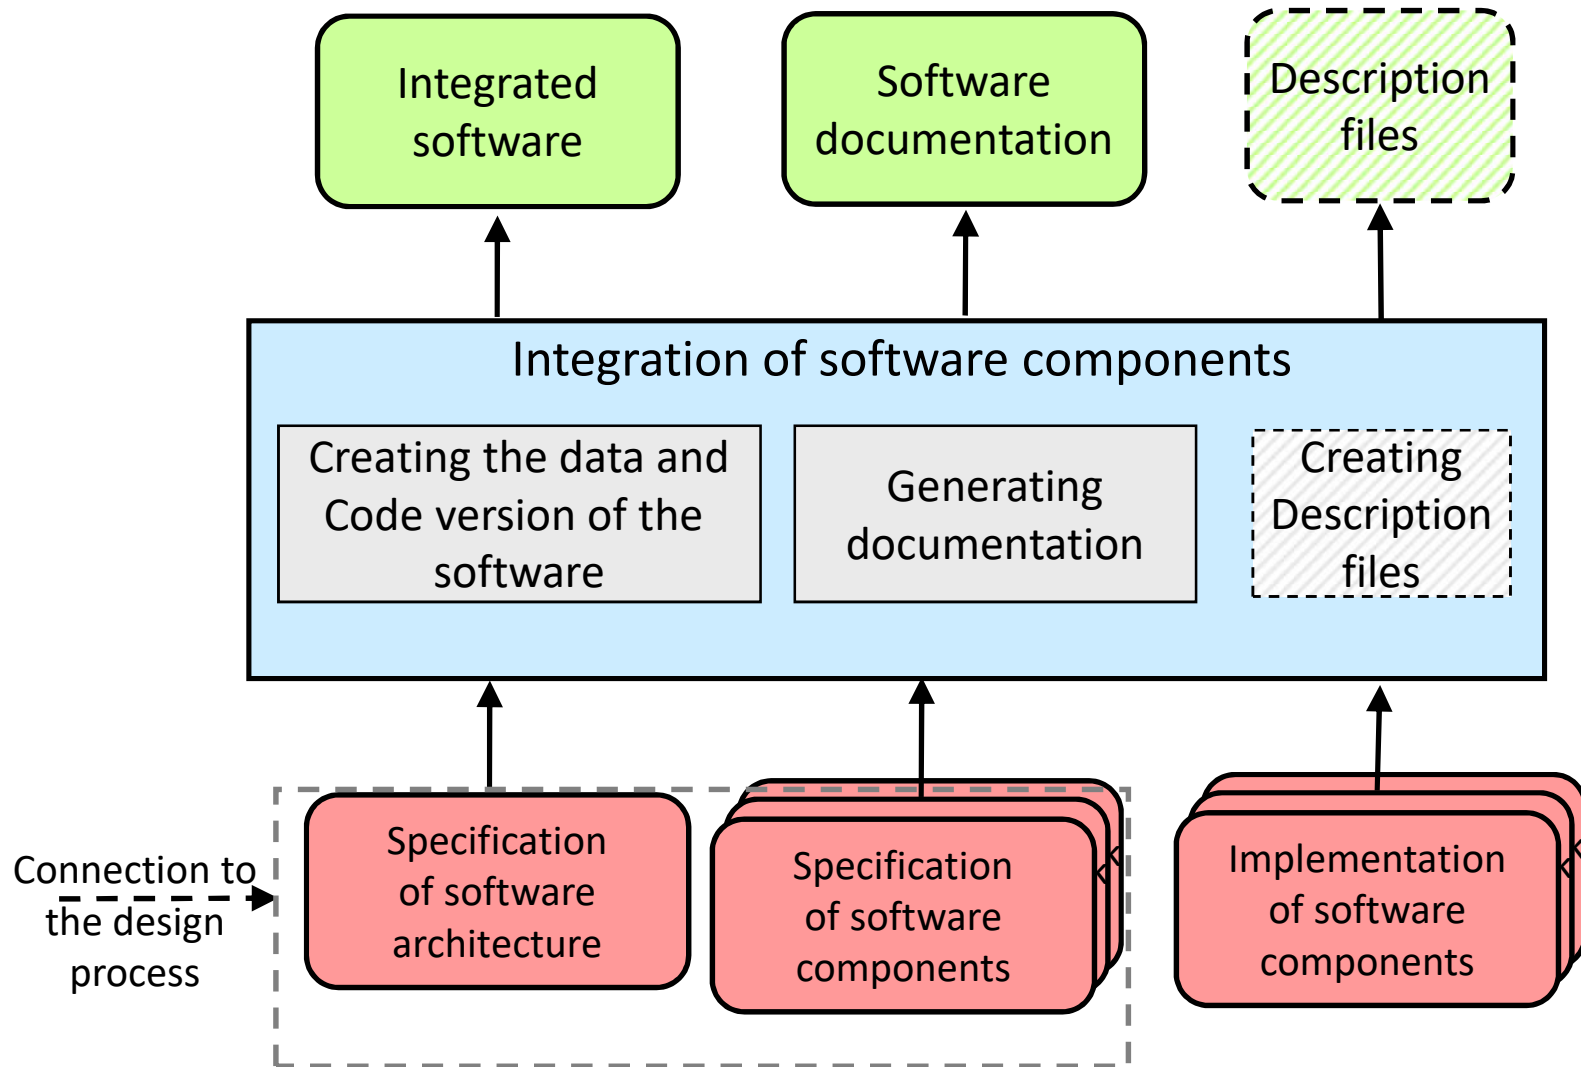 Integrated
software
Software
documentation
Description
files
Integration of software components
Creating the data and
Code version of the
software
Generating
documentation
Creating
Description
files
Connection to
the design
process
Specification
of software
architecture
Specification
of software
components
Implementation
of software
components